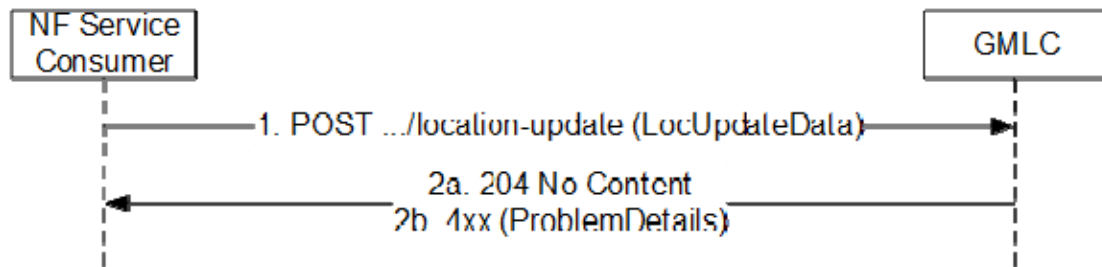 NF Service
Consumer
GMLC
1. POST .../location-update (LocUpdateData)
2a. 204 No Content
2b. 4xx (ProblemDetails)